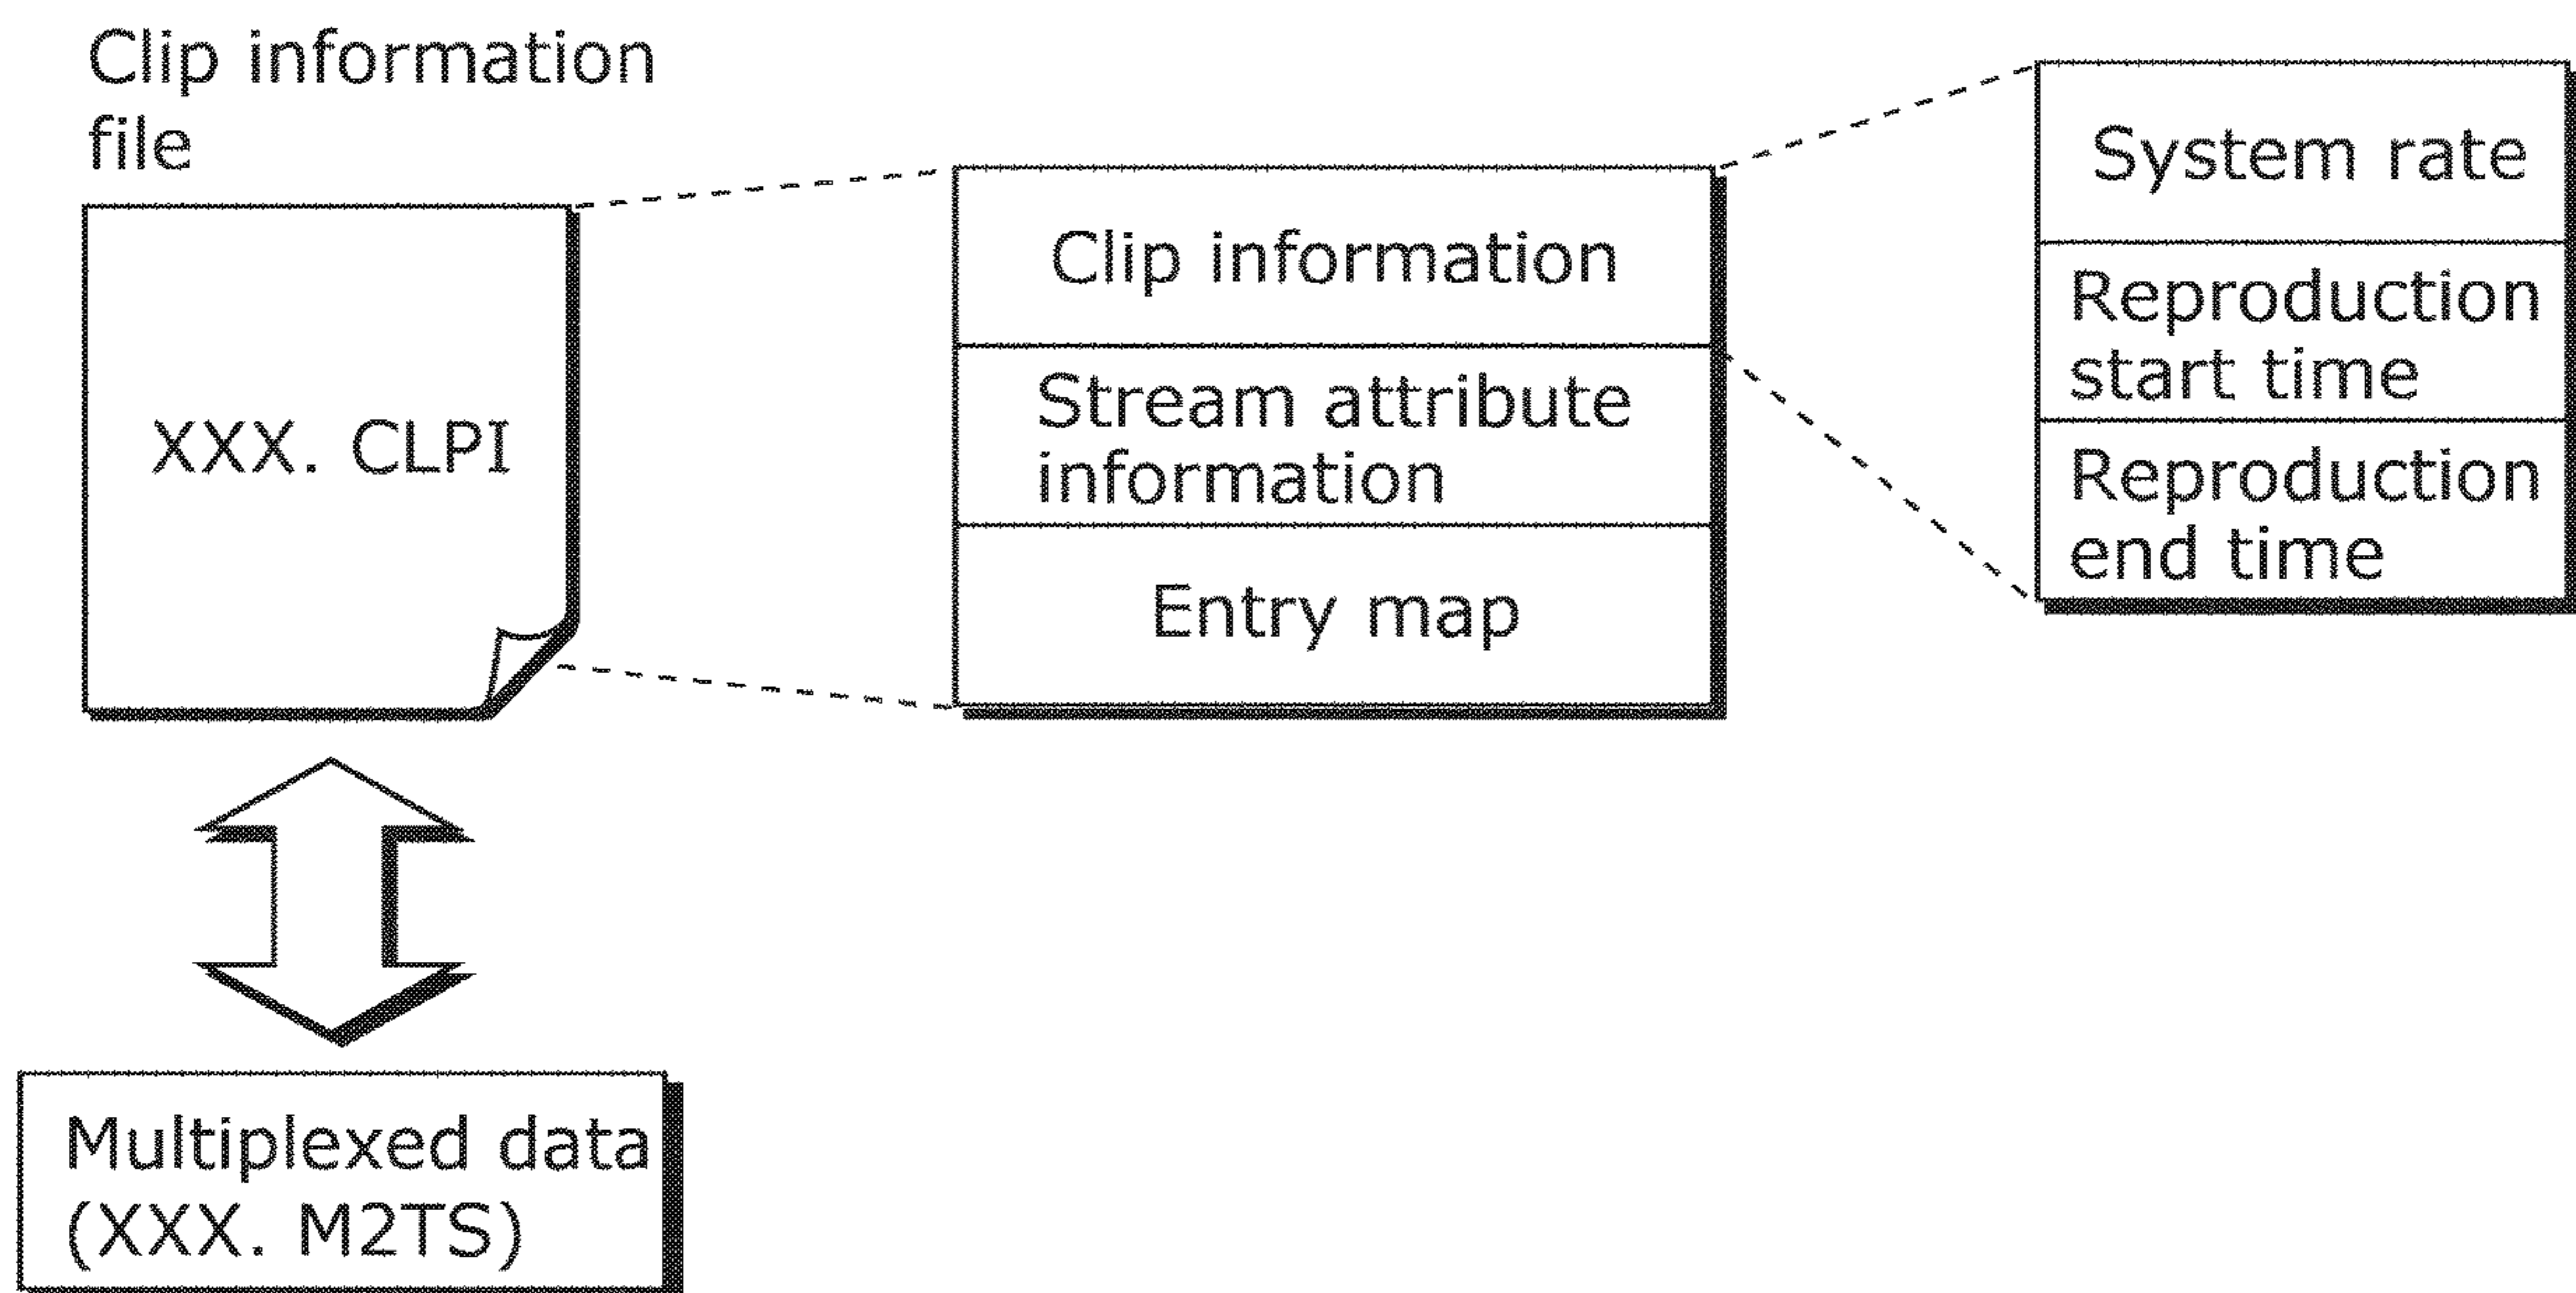 Clip information
file
XXX. CLPI
Clip information
Stream attribute
information
Entry map
System rate
Reproduction
start time
Reproduction
end time
Multiplexed data
(XXX. M2TS)